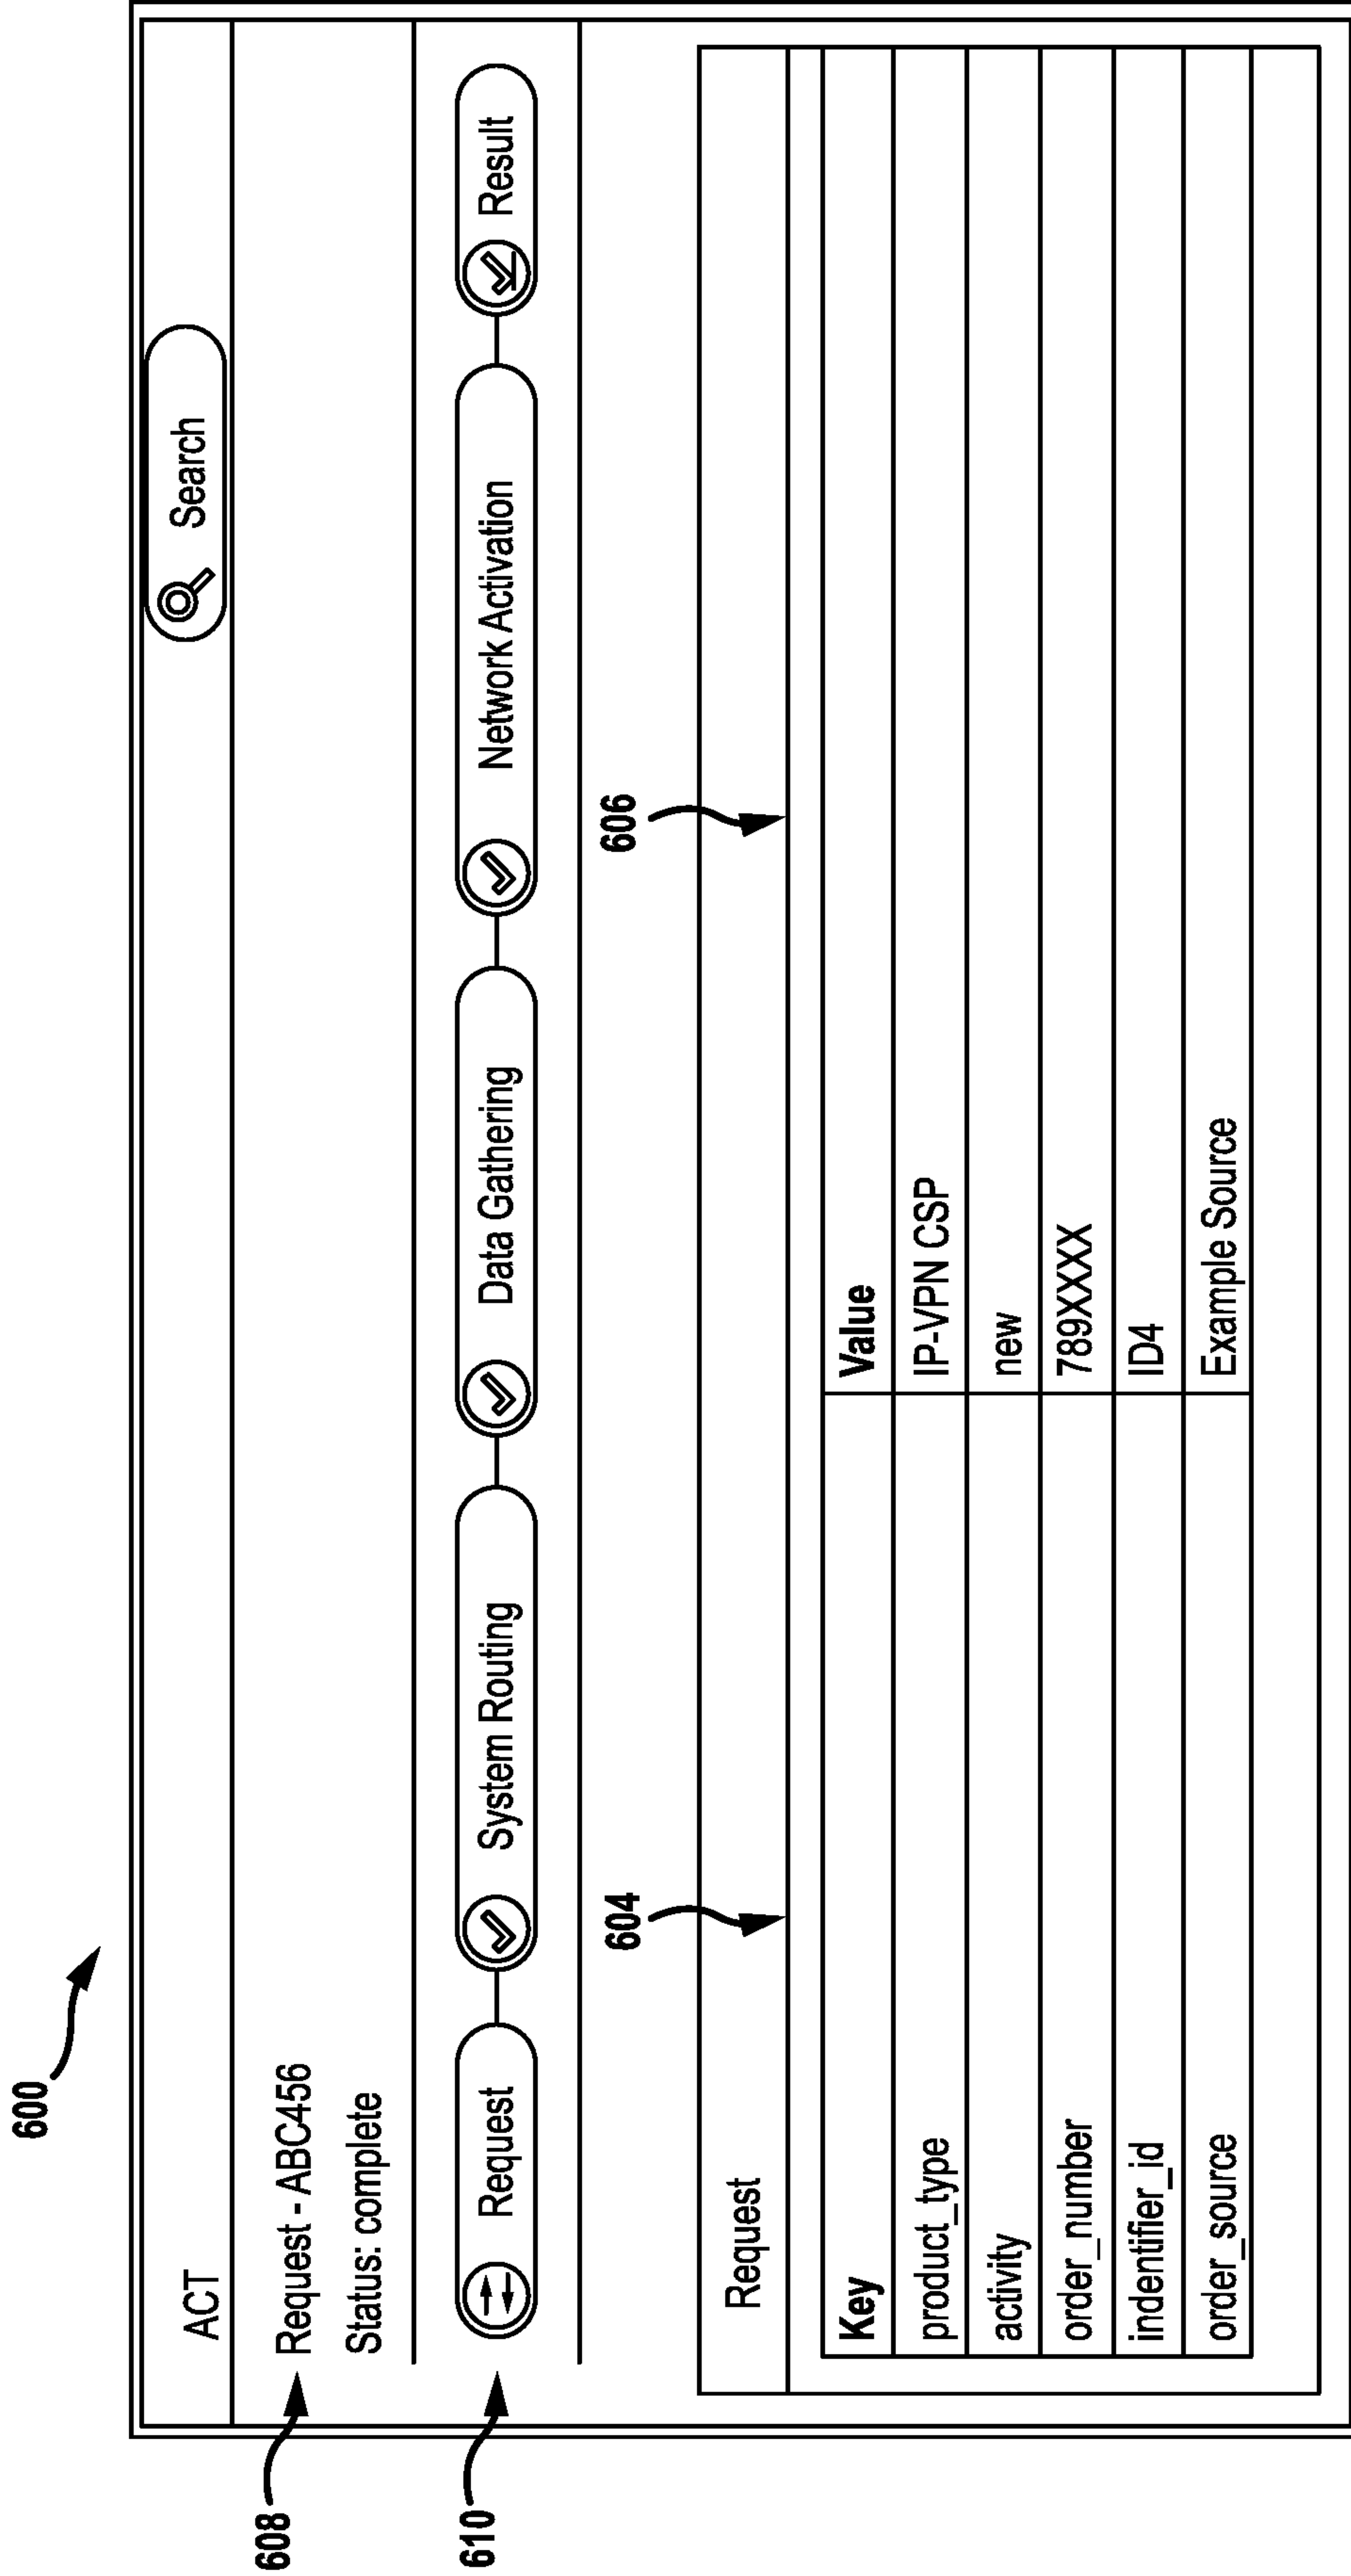 600
ACT
Search
608
Request - ABC456
Status: complete
610
Request
System Routing
Data Gathering
Network Activation
Result
604
606
Request
Key Value
product_type IP-VPN CSP
activity new
order_number 789XXXX
indentifier_id ID4
order_source Example Source